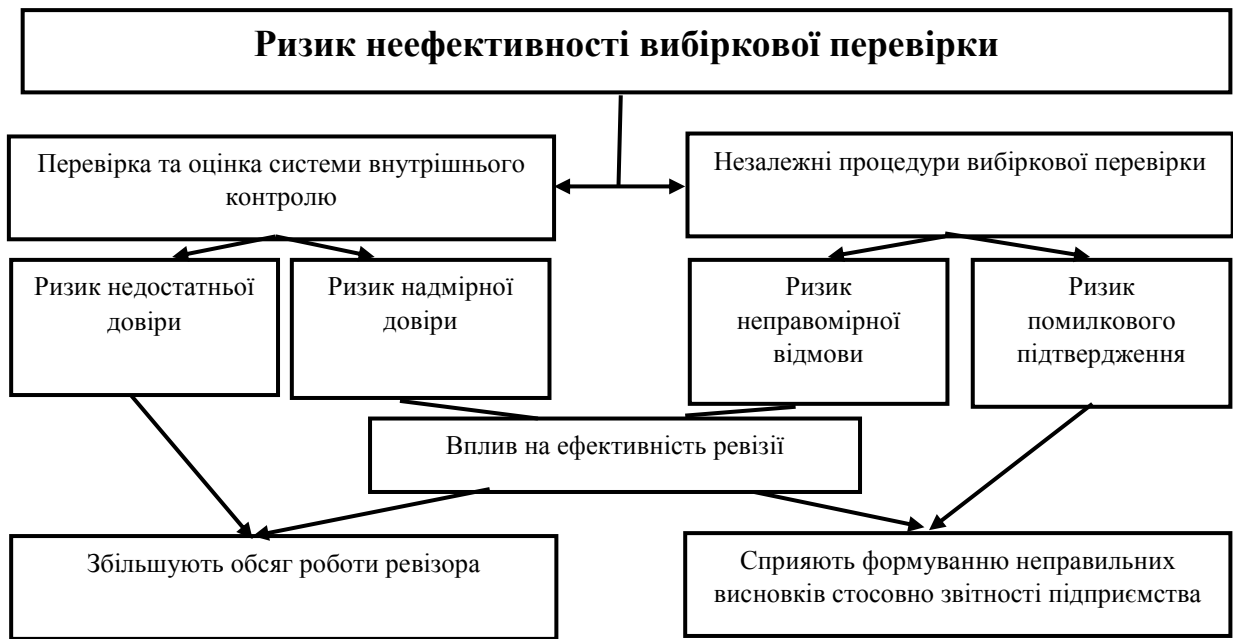 Ризик неефективності вибіркової перевірки
Перевірка та оцінка системи внутрішнього
контролю
Незалежні процедури вибіркової перевірки
Ризик недостатньої
довіри
Ризик надмірної
довіри
Ризик
неправомірної
відмови
Ризик
помилкового
підтвердження
Вплив на ефективність ревізії
Збільшують обсяг роботи ревізора
Сприяють формуванню неправильних
висновків стосовно звітності підприємства